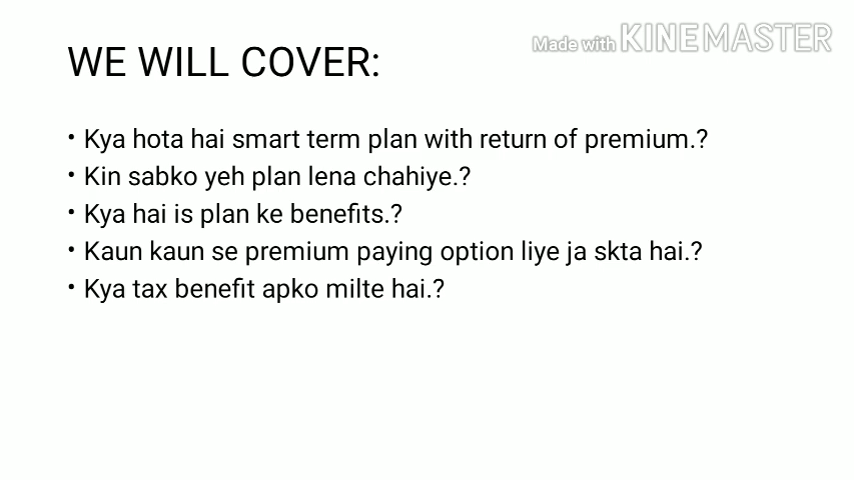 Made with KINEMASTER
WE WILL COVER:
• Kya hota hai smart term plan with return of premium.?
• Kin sabko yeh plan lena chahiye.?
• Kya hai is plan ke benefits.?
• Kaun kaun se premium paying option liye ja skta hai.?
• Kya tax benefit apko milte hai.?